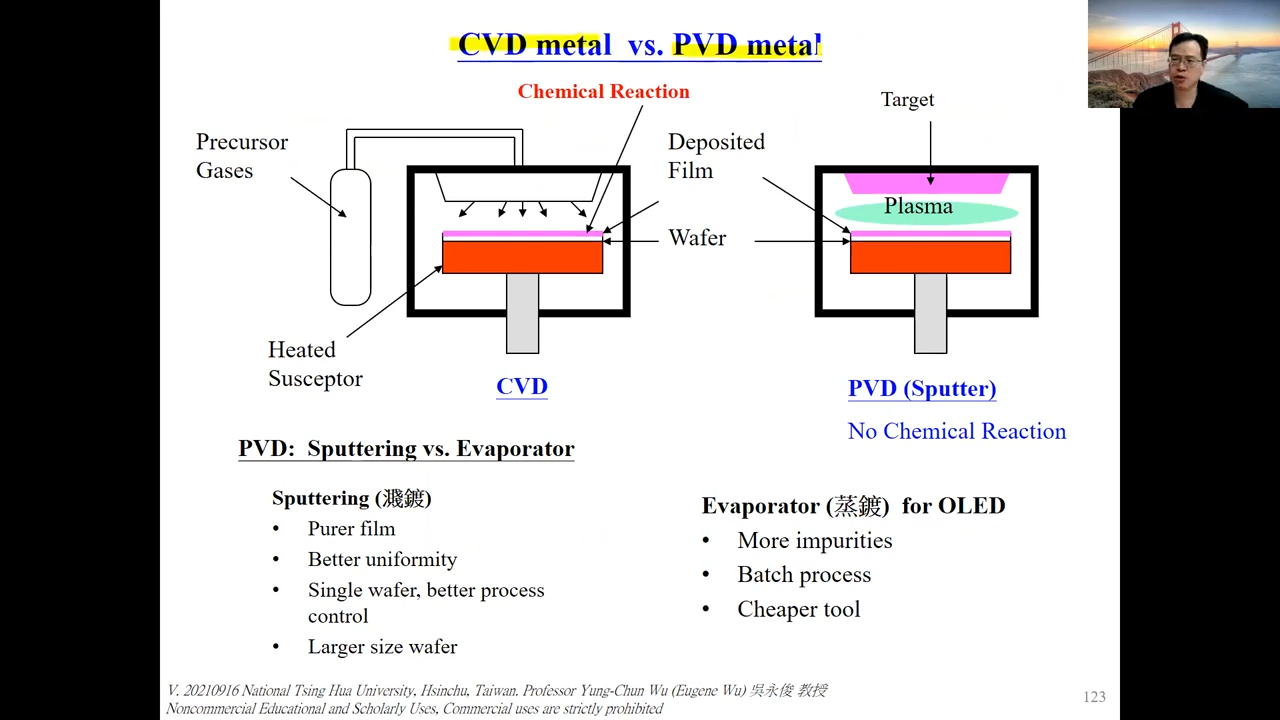 CVD metal vs. PVD metal
Chemical Reaction
Target
Precursor
Gases
Deposited
Film
Plasma
Wafer
Heated
Susceptor
CVD
PVD (Sputter)
No Chemical Reaction
PVD: Sputtering vs. Evaporator
Sputtering (濺鍍)
• Purer film
• Better uniformity
• Single wafer, better process
control
• Larger size wafer
Evaporator (蒸鍍) for OLED
• More impurities
• Batch process
• Cheaper tool
V. 20210916 National Tsing Hua University, Hsinchu, Taiwan. Professor Yung-Chun Wu (Eugene Wu) 吳永俊 教授
Noncommercial Educational and Scholarly Uses, Commercial uses are strictly prohibited
123